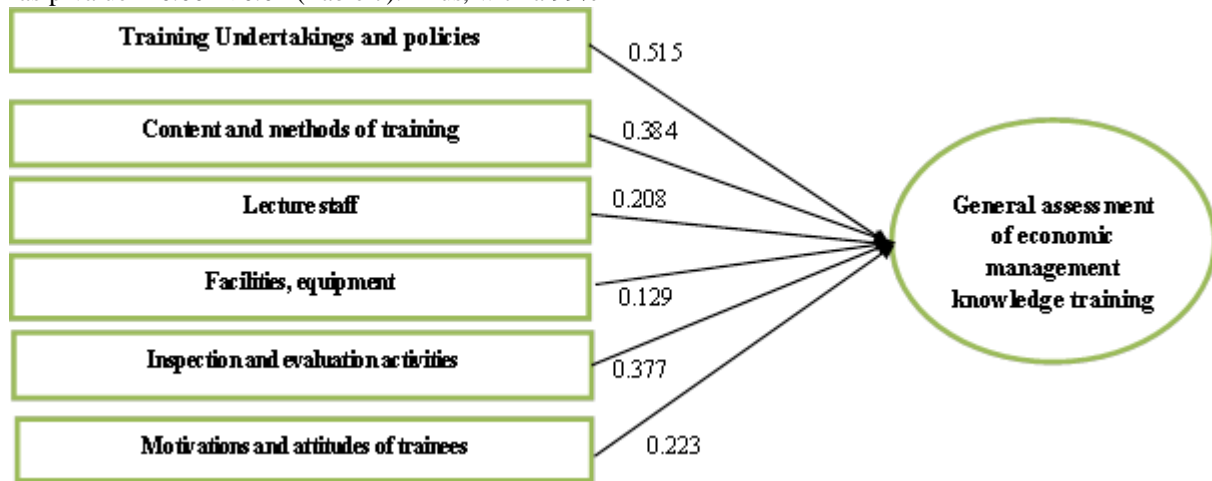 Training Undertakings and policies
0.515
Content and methods of training
0.384
Lecture staff
0.208
General assessment
of economic
management
knowledge training
Facilities, equipment
0.129
Inspection and evaluation activities
0.377
Motivations and attitudes of trainees
0.223